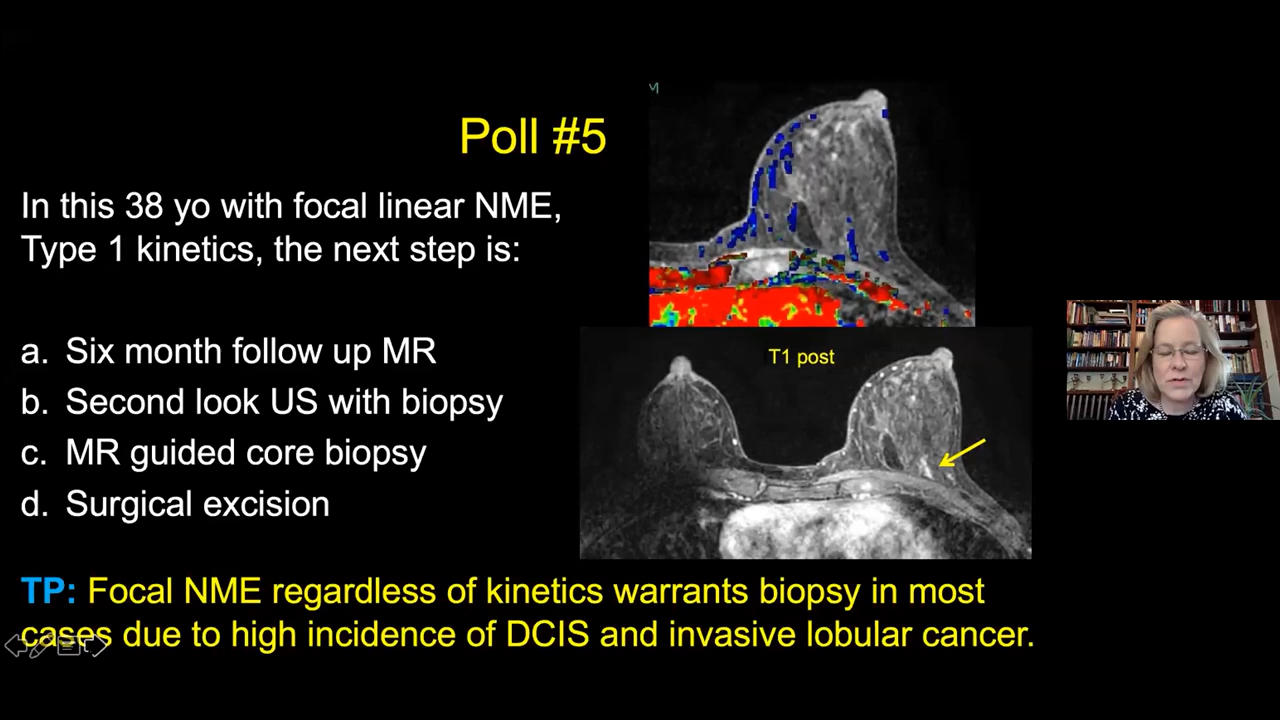 M
Poll #5
In this 38 yo with focal linear NME,
Type 1 kinetics, the next step is:
a. Six month follow up MR
b. Second look US with biopsy
c. MR guided core biopsy
d. Surgical excision
T1 post
TP: Focal NME regardless of kinetics warrants biopsy in most
cases due to high incidence of DCIS and invasive lobular cancer.